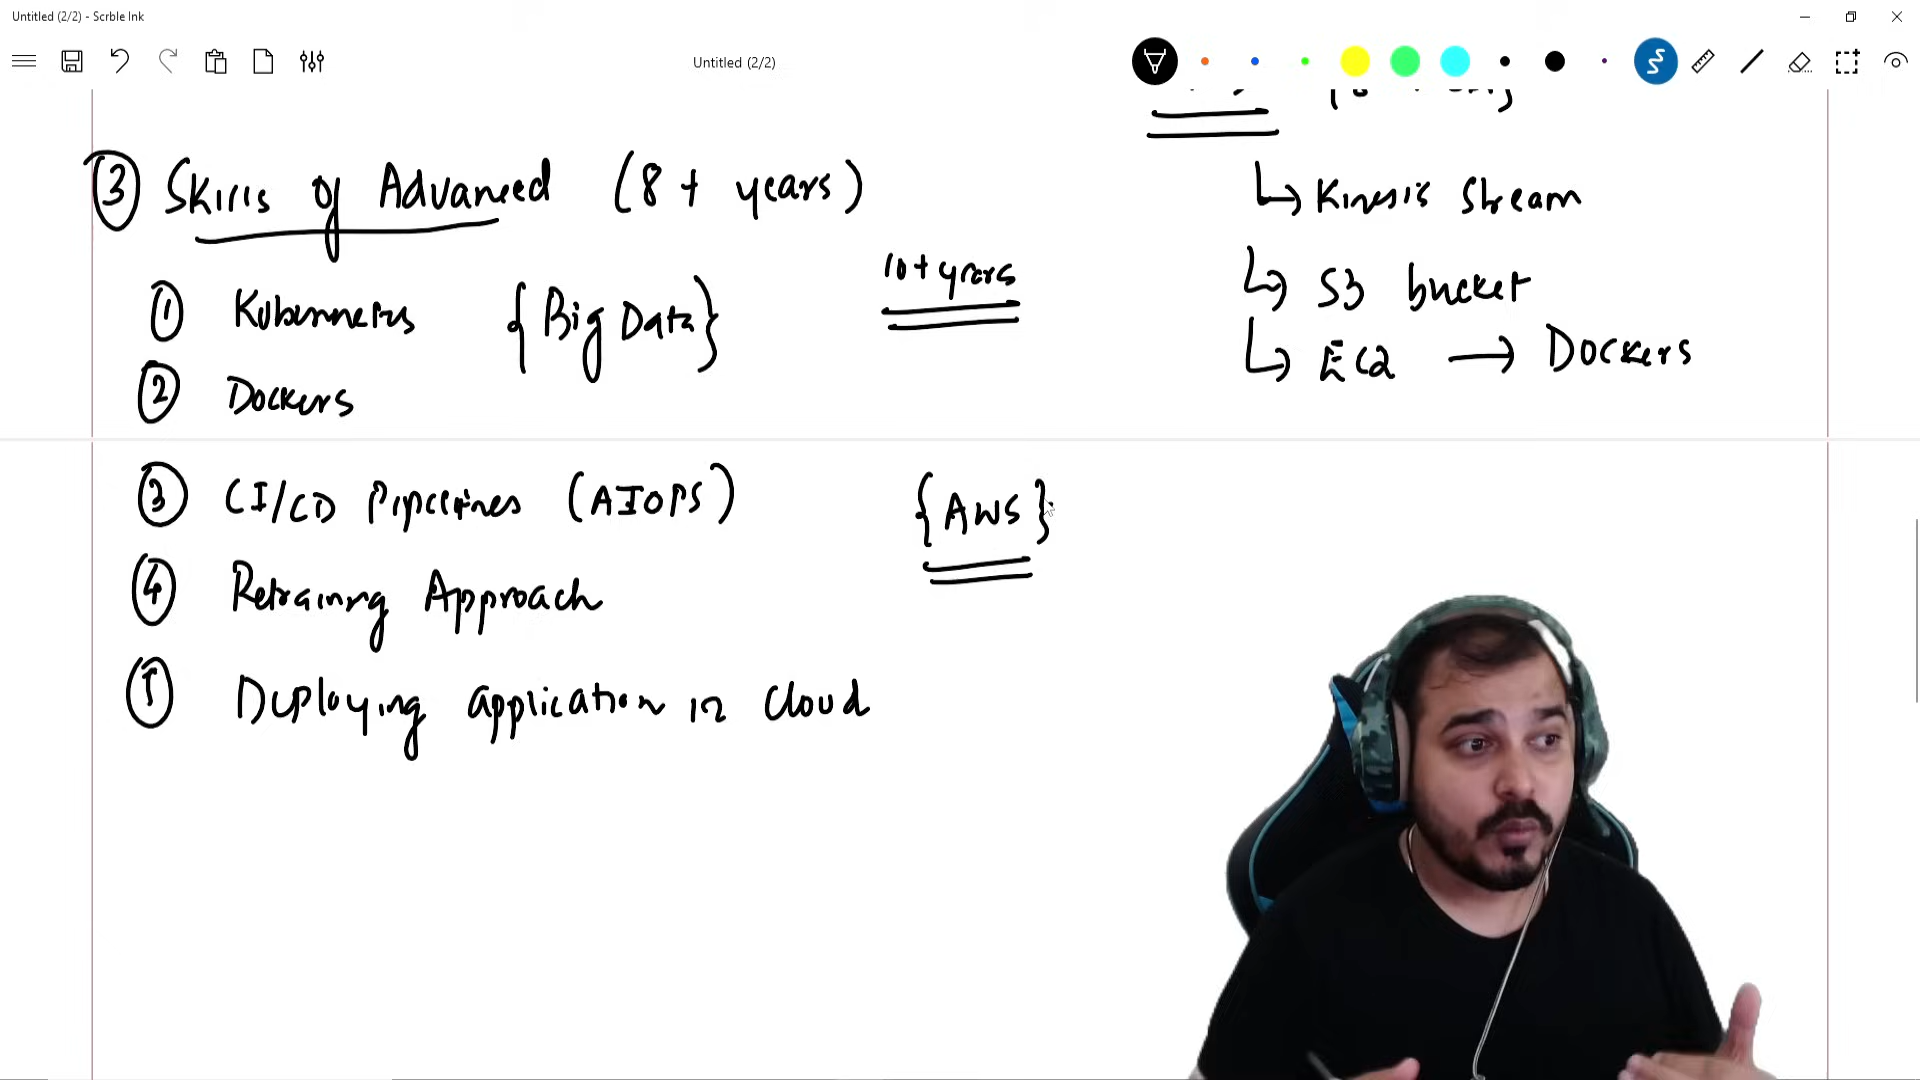 Untitled (2/2) - Scrble Ink
Untitled (2/2)
③ Skills of Advanced (8+ years)
① Kubernetes {Big Data}
10+ years
② Dockers
↳ Kinesis Stream
↳ S3 bucket
↳ EC2 → Dockers
③ CI/CD Pipelines (AIOPS)
{AWS}
④ Retraining Approach
⑤ Deploying application in Cloud